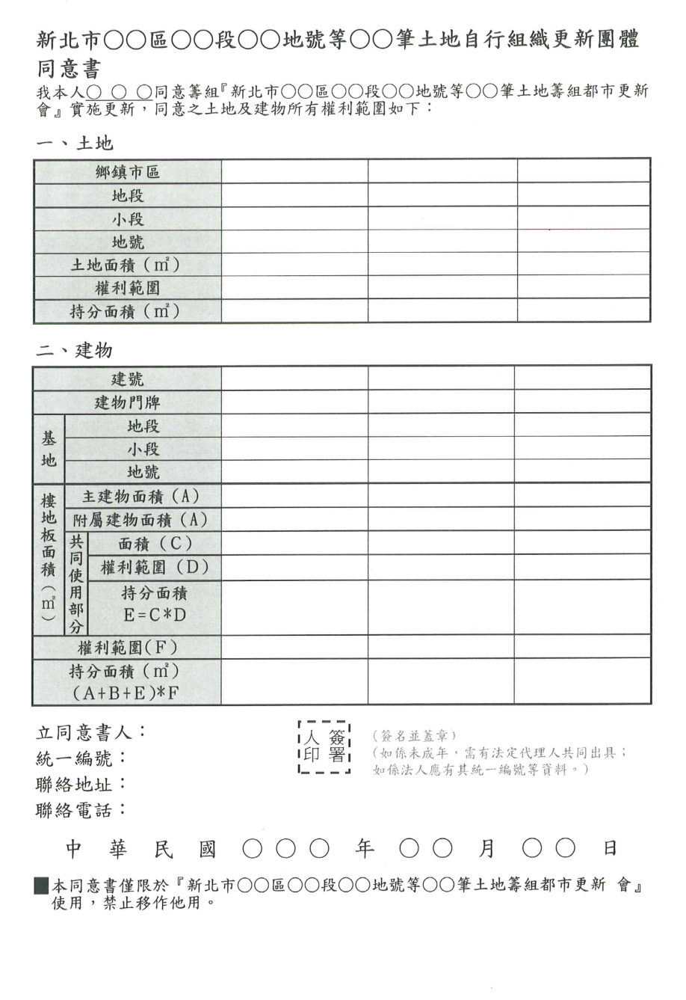 新北市○○區○○段○○地號等○○筆土地自行組織更新團體
同意書
我本人○ ○ ○同意籌組『新北市○○區○○段○○地號等○○筆土地籌組都市更新
會』實施更新，同意之土地及建物所有權利範圍如下：
一、土地
鄉鎮市區
地段
小段
地號
土地面積（㎡）
權利範圍
持分面積（㎡）
二、建物
建號
建物門牌
基地
地段
小段
地號
樓地板面積（㎡）
主建物面積（A）
附屬建物面積（A）
共同使用部分
面積（C）
權利範圍（D）
持分面積
E=C*D
權利範圍(F)
持分面積（㎡）
(A+B+E)*F
立同意書人：
統一編號：
聯絡地址：
聯絡電話：
簽署
人印
（簽名並蓋章）
（如係未成年，需有法定代理人共同出具；
如係法人應有其統一編號等資料。）
中 華 民 國 ○ ○ ○ 年 ○ ○ 月 ○ ○ 日
■本同意書僅限於『新北市○○區○○段○○地號等○○筆土地籌組都市更新 會』
使用，禁止移作他用。